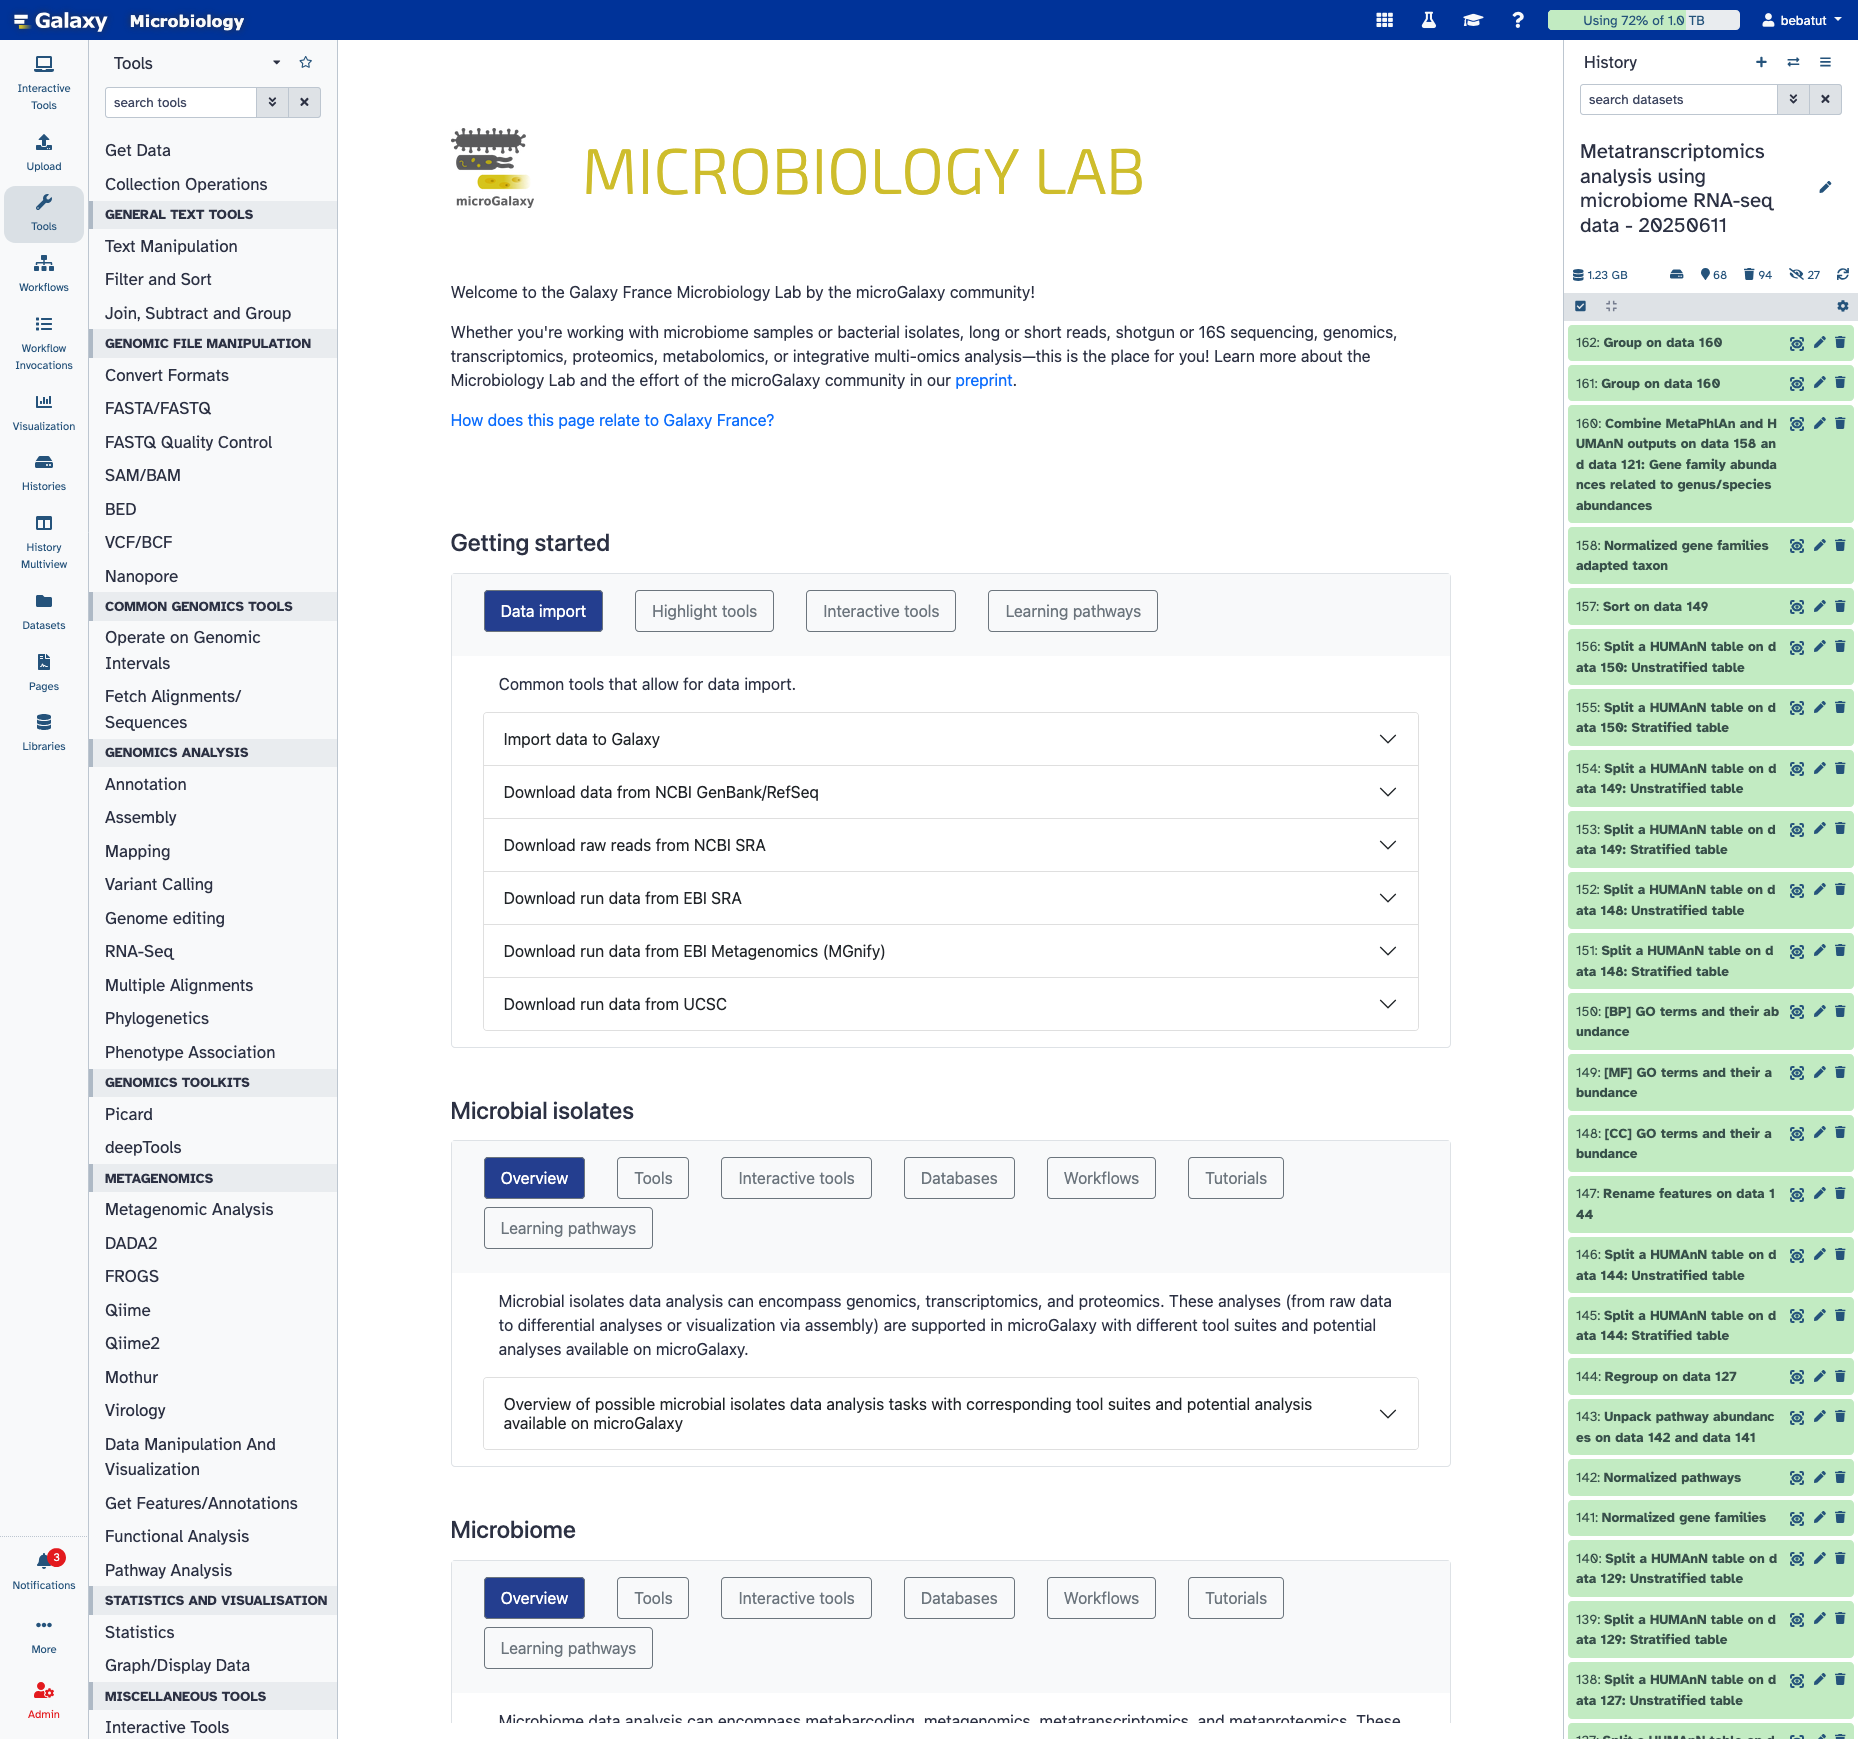 Galaxy Microbiology
Using 72% of 1.0 TB
bebatut
Interactive
Tools
Upload
Tools
Workflows
Workflow
Invocations
Visualization
Histories
History
Multiview
Datasets
Pages
Libraries
3
Notifications
More
Admin
Tools
search tools
Get Data
Collection Operations
GENERAL TEXT TOOLS
Text Manipulation
Filter and Sort
Join, Subtract and Group
GENOMIC FILE MANIPULATION
Convert Formats
FASTA/FASTQ
FASTQ Quality Control
SAM/BAM
BED
VCF/BCF
Nanopore
COMMON GENOMICS TOOLS
Operate on Genomic
Intervals
Fetch Alignments/
Sequences
GENOMICS ANALYSIS
Annotation
Assembly
Mapping
Variant Calling
Genome editing
RNA-Seq
Multiple Alignments
Phylogenetics
Phenotype Association
GENOMICS TOOLKITS
Picard
deepTools
METAGENOMICS
Metagenomic Analysis
DADA2
FROGS
Qiime
Qiime2
Mothur
Virology
Data Manipulation And
Visualization
Get Features/Annotations
Functional Analysis
Pathway Analysis
STATISTICS AND VISUALISATION
Statistics
Graph/Display Data
MISCELLANEOUS TOOLS
Interactive Tools
microGalaxy
MICROBIOLOGY LAB
Welcome to the Galaxy France Microbiology Lab by the microGalaxy community!
Whether you're working with microbiome samples or bacterial isolates, long or short reads, shotgun or 16S sequencing, genomics,
transcriptomics, proteomics, metabolomics, or integrative multi-omics analysis—this is the place for you! Learn more about the
Microbiology Lab and the effort of the microGalaxy community in our preprint.
How does this page relate to Galaxy France?
Getting started
Data import Highlight tools Interactive tools Learning pathways
Common tools that allow for data import.
Import data to Galaxy
Download data from NCBI GenBank/RefSeq
Download raw reads from NCBI SRA
Download run data from EBI SRA
Download run data from EBI Metagenomics (MGnify)
Download run data from UCSC
Microbial isolates
Overview Tools Interactive tools Databases Workflows Tutorials
Learning pathways
Microbial isolates data analysis can encompass genomics, transcriptomics, and proteomics. These analyses (from raw data
to differential analyses or visualization via assembly) are supported in microGalaxy with different tool suites and potential
analyses available on microGalaxy.
Overview of possible microbial isolates data analysis tasks with corresponding tool suites and potential analysis
available on microGalaxy
Microbiome
Overview Tools Interactive tools Databases Workflows Tutorials
Learning pathways
Microbiome data analysis can encompass metabarcoding, metagenomics, metatranscriptomics, and metaproteomics. These
History
search datasets
Metatranscriptomics
analysis using
microbiome RNA-seq
data - 20250611
1.23 GB 68 94 27
162: Group on data 160
161: Group on data 160
160: Combine MetaPhlAn and H
UMAnN outputs on data 158 an
d data 121: Gene family abunda
nces related to genus/species
abundances
158: Normalized gene families
adapted taxon
157: Sort on data 149
156: Split a HUMAnN table on d
ata 150: Unstratified table
155: Split a HUMAnN table on d
ata 150: Stratified table
154: Split a HUMAnN table on d
ata 149: Unstratified table
153: Split a HUMAnN table on d
ata 149: Stratified table
152: Split a HUMAnN table on d
ata 148: Unstratified table
151: Split a HUMAnN table on d
ata 148: Stratified table
150: [BP] GO terms and their ab
undance
149: [MF] GO terms and their a
bundance
148: [CC] GO terms and their a
bundance
147: Rename features on data 1
44
146: Split a HUMAnN table on d
ata 144: Unstratified table
145: Split a HUMAnN table on d
ata 144: Stratified table
144: Regroup on data 127
143: Unpack pathway abundanc
es on data 142 and data 141
142: Normalized pathways
141: Normalized gene families
140: Split a HUMAnN table on d
ata 129: Unstratified table
139: Split a HUMAnN table on d
ata 129: Stratified table
138: Split a HUMAnN table on d
ata 127: Unstratified table
137: Split a HUMAnN table on d